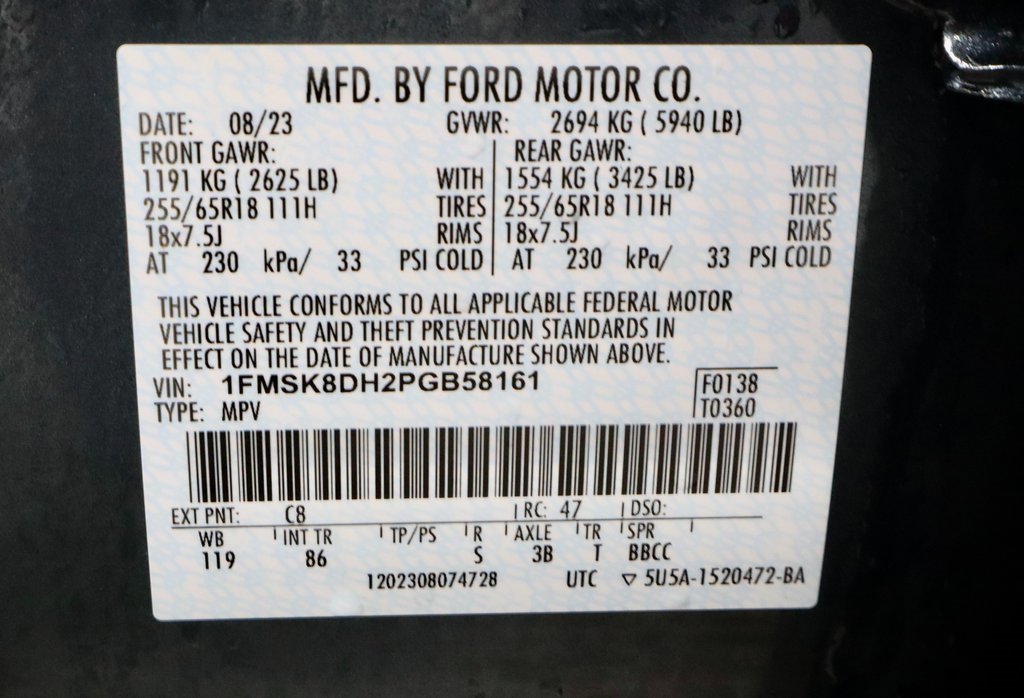 MFD. BY FORD MOTOR CO.
DATE: 08/23 GVWR: 2694 KG ( 5940 LB)
FRONT GAWR: REAR GAWR:
1191 KG ( 2625 LB) WITH 1554 KG ( 3425 LB) WITH
255/65R18 111H TIRES 255/65R18 111H TIRES
18x7.5J RIMS 18x7.5J RIMS
AT 230 kPa/ 33 PSI COLD AT 230 kPa/ 33 PSI COLD
THIS VEHICLE CONFORMS TO ALL APPLICABLE FEDERAL MOTOR
VEHICLE SAFETY AND THEFT PREVENTION STANDARDS IN
EFFECT ON THE DATE OF MANUFACTURE SHOWN ABOVE.
VIN: 1FMSK8DH2PGB58161 F0138
TYPE: MPV T0360
EXT PNT: C8 RC: 47 DSO:
WB INT TR TP/PS R AXLE TR SPR
119 86 S 3B T BBCC
1202308074728 UTC ▽ 5U5A-1520472-BA